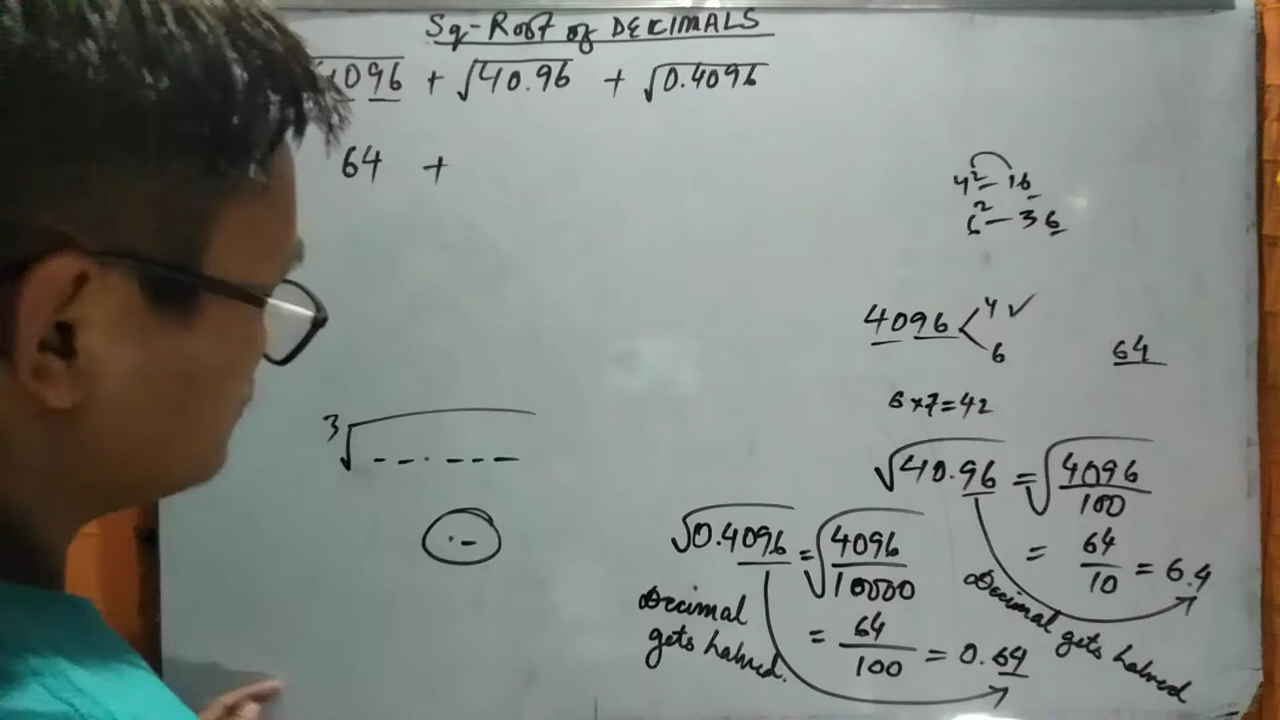 Sq-Root of DECIMALS
4096 + √40.96 + √0.4096
64 +
4² – 16
6² – 36
4096 < 4 ✓
6
64
6×7=42
3√ _ _ . _ _ _
. _
√40.96 = √4096/100
= 64/10 = 6.4
Decimal gets halved
√0.4096 = √4096/10000
= 64/100 = 0.64
Decimal
gets halved.